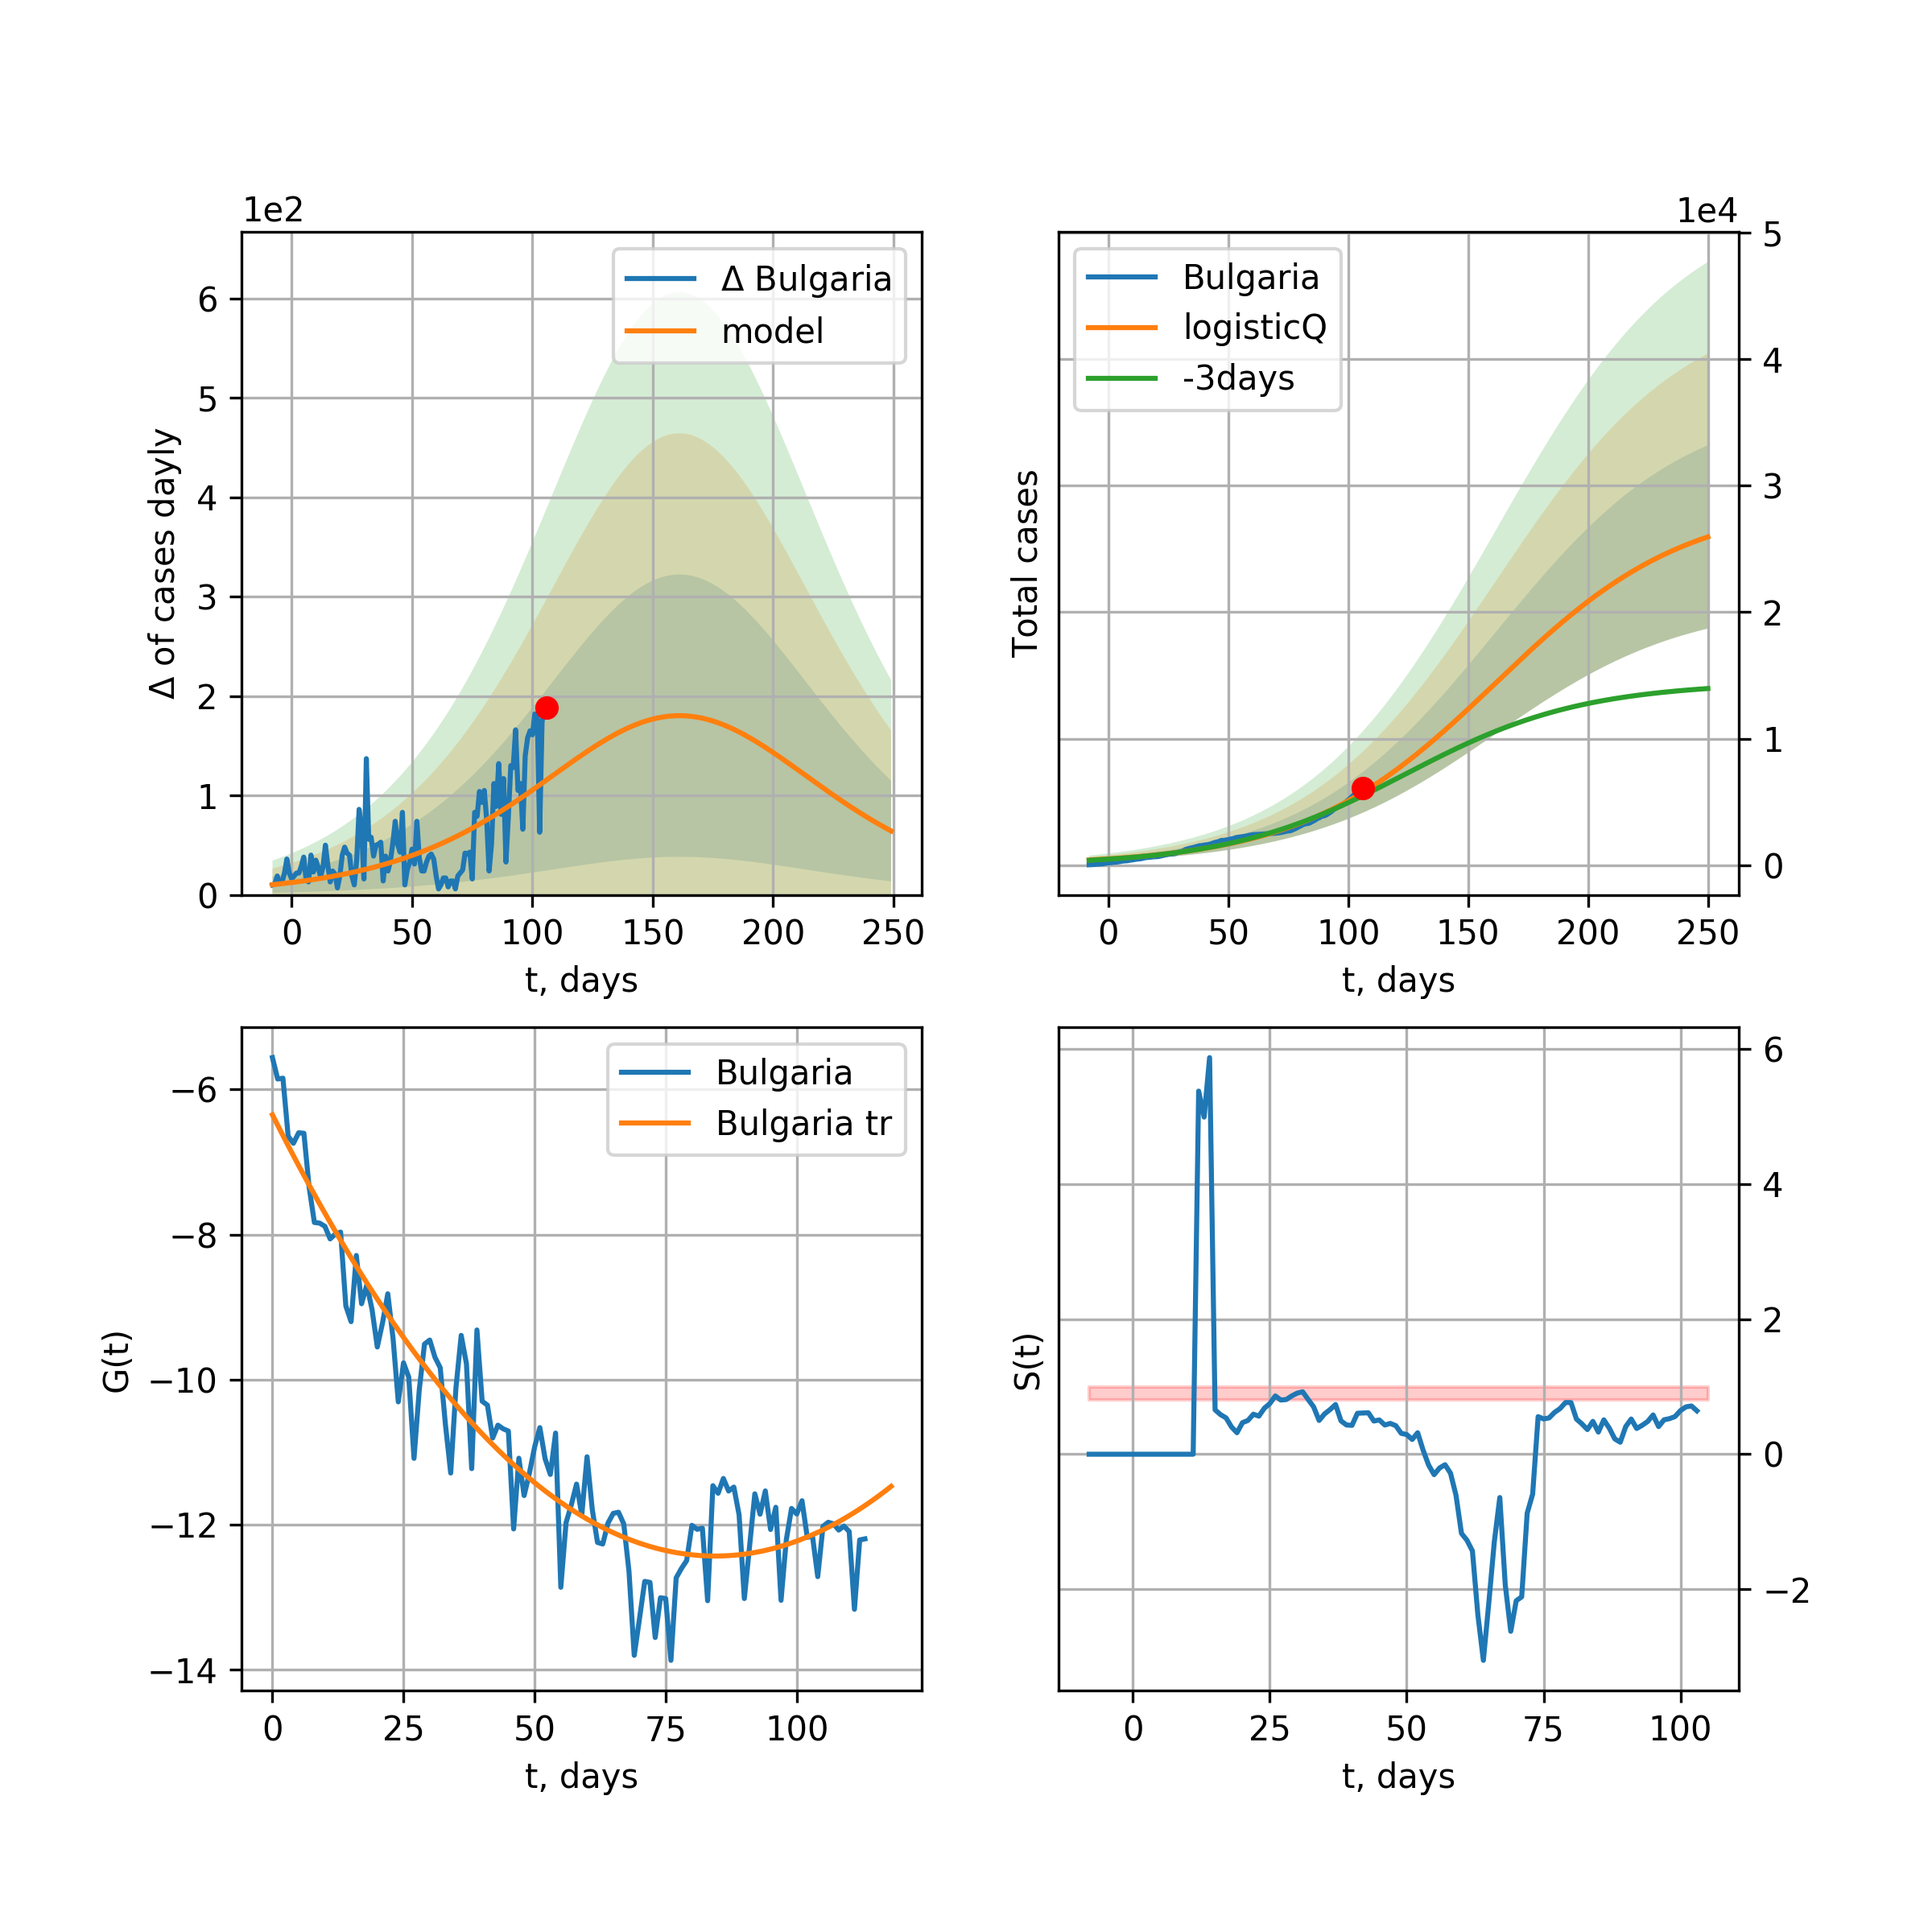 1e2
Δ of cases dayly
6
5
4
3
2
1
0
Δ Bulgaria
model
0 50 100 150 200 250
t, days
1e4
Total cases
Bulgaria
logisticQ
-3days
5
4
3
2
1
0
0 50 100 150 200 250
t, days
G(t)
−6
−8
−10
−12
−14
Bulgaria
Bulgaria tr
0 25 50 75 100
t, days
S(t)
6
4
2
0
−2
0 25 50 75 100
t, days